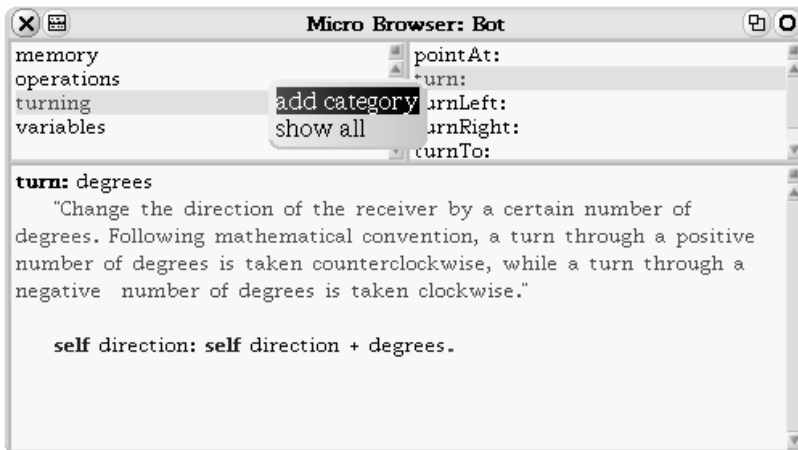 Micro Browser: Bot
memory
operations
turning
variables
add category
show all
pointAt:
turn:
urnLeft:
urnRight:
turnTo:
turn: degrees
"Change the direction of the receiver by a certain number of
degrees. Following mathematical convention, a turn through a positive
number of degrees is taken counterclockwise, while a turn through a
negative number of degrees is taken clockwise."
self direction: self direction + degrees.